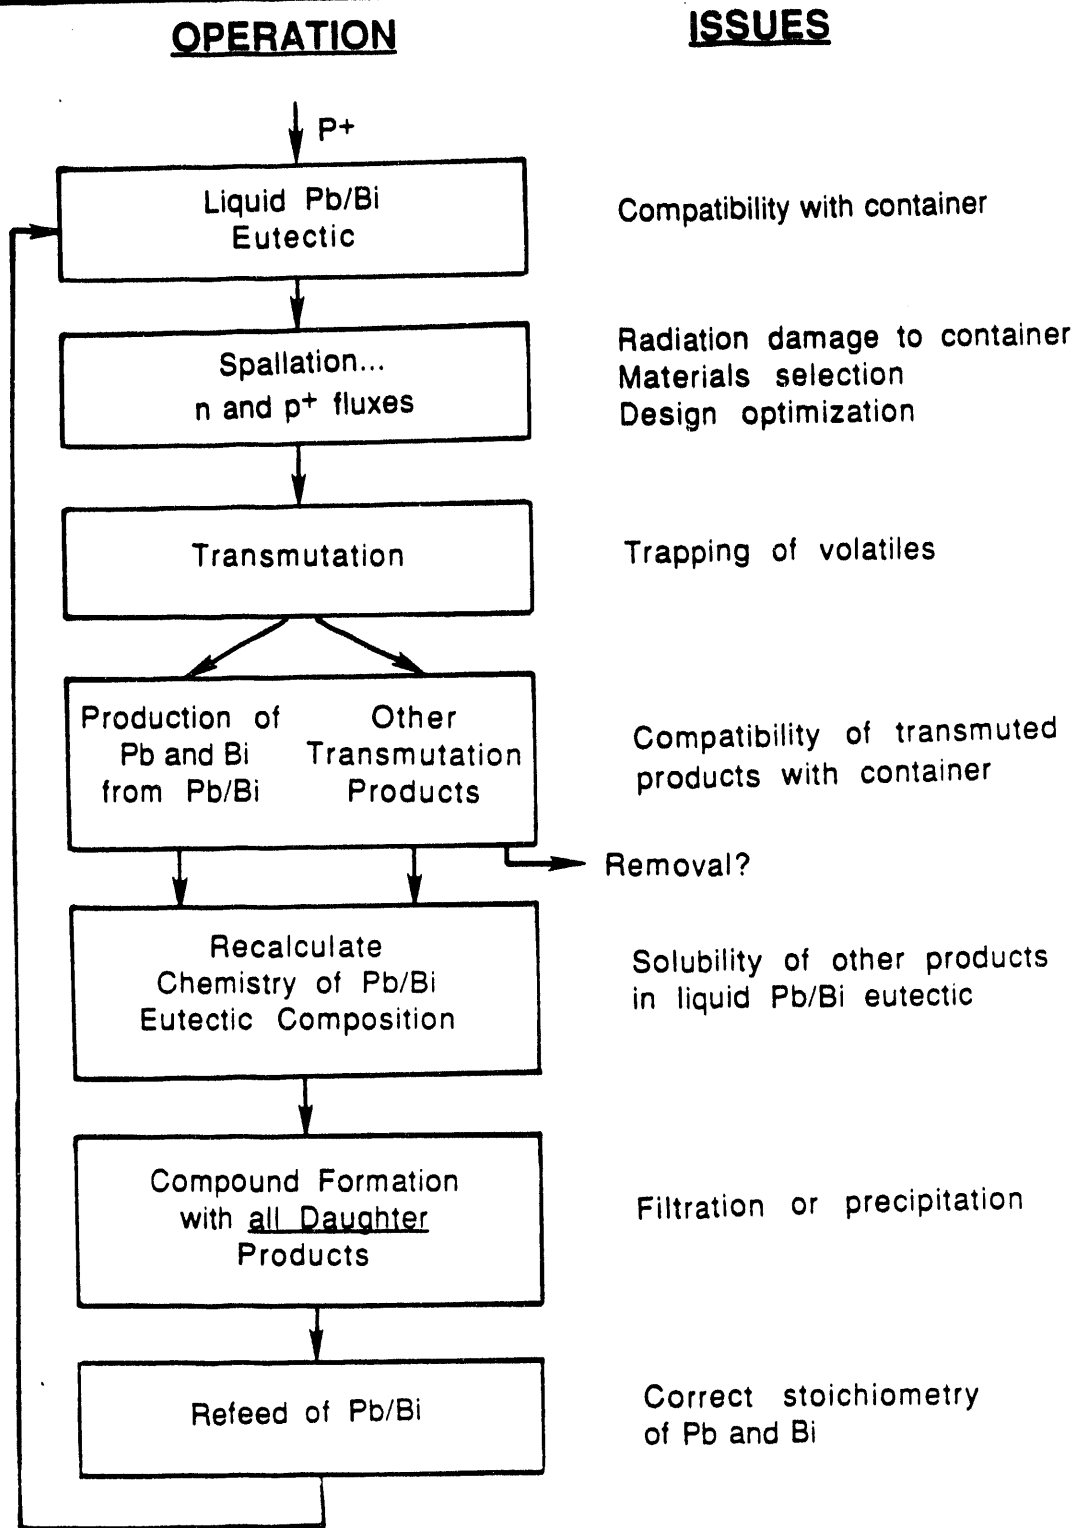 OPERATION
ISSUES
P+
Liquid Pb/Bi
Eutectic
Compatibility with container
Spallation...
n and p+ fluxes
Radiation damage to container
Materials selection
Design optimization
Transmutation
Trapping of volatiles
Production of
Pb and Bi
from Pb/Bi
Other
Transmutation
Products
Compatibility of transmuted
products with container
Removal?
Recalculate
Chemistry of Pb/Bi
Eutectic Composition
Solubility of other products
in liquid Pb/Bi eutectic
Compound Formation
with all Daughter
Products
Filtration or precipitation
Refeed of Pb/Bi
Correct stoichiometry
of Pb and Bi